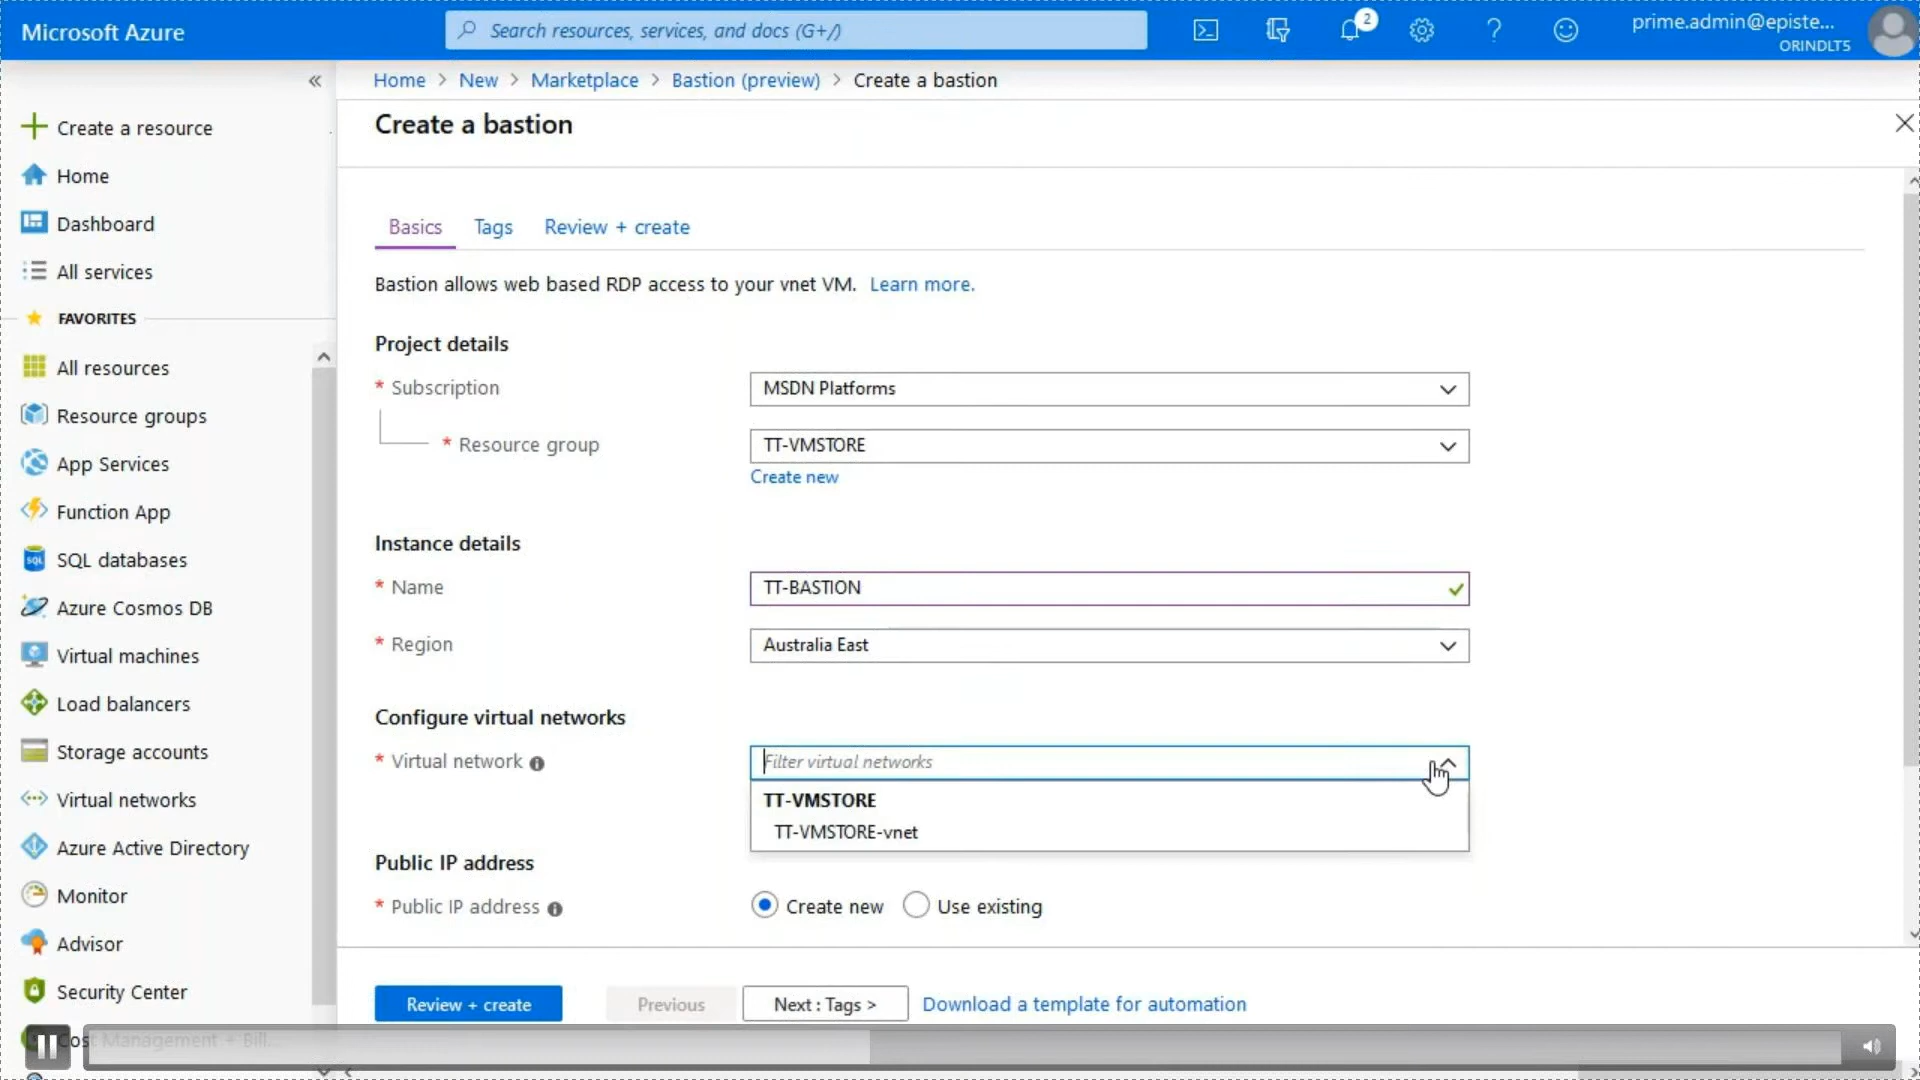 Microsoft Azure
Search resources, services, and docs (G+/)
2
prime.admin@episte...
ORINDLT5
Home > New > Marketplace > Bastion (preview) > Create a bastion
Create a bastion
Create a resource
Home
Dashboard
All services
FAVORITES
All resources
Resource groups
App Services
Function App
SQL databases
Azure Cosmos DB
Virtual machines
Load balancers
Storage accounts
Virtual networks
Azure Active Directory
Monitor
Advisor
Security Center
Cost Management + Bill...
Basics Tags Review + create
Bastion allows web based RDP access to your vnet VM. Learn more.
Project details
* Subscription
MSDN Platforms
* Resource group
TT-VMSTORE
Create new
Instance details
* Name
TT-BASTION
* Region
Australia East
Configure virtual networks
* Virtual network
Filter virtual networks
TT-VMSTORE
TT-VMSTORE-vnet
Public IP address
* Public IP address
Create new Use existing
Review + create Previous Next : Tags > Download a template for automation